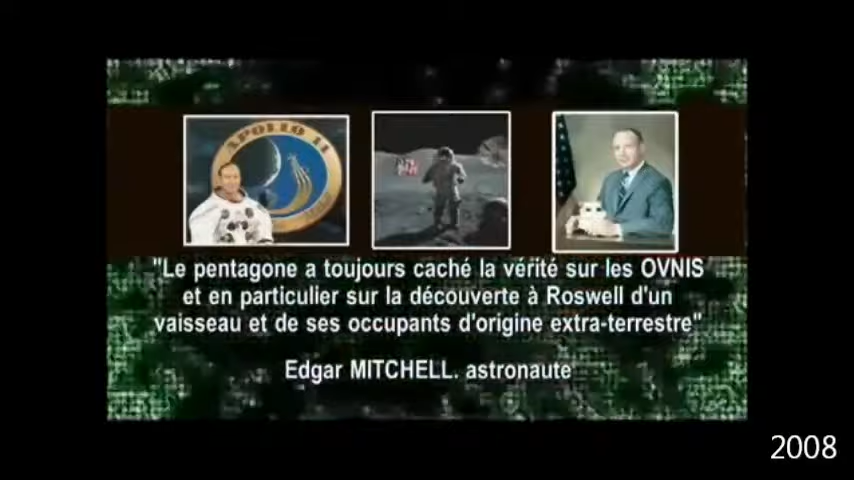 APOLLO 11
"Le pentagone a toujours caché la vérité sur les OVNIS
et en particulier sur la découverte à Roswell d'un
vaisseau et de ses occupants d'origine extra-terrestre"
Edgar MITCHELL. astronaute
2008